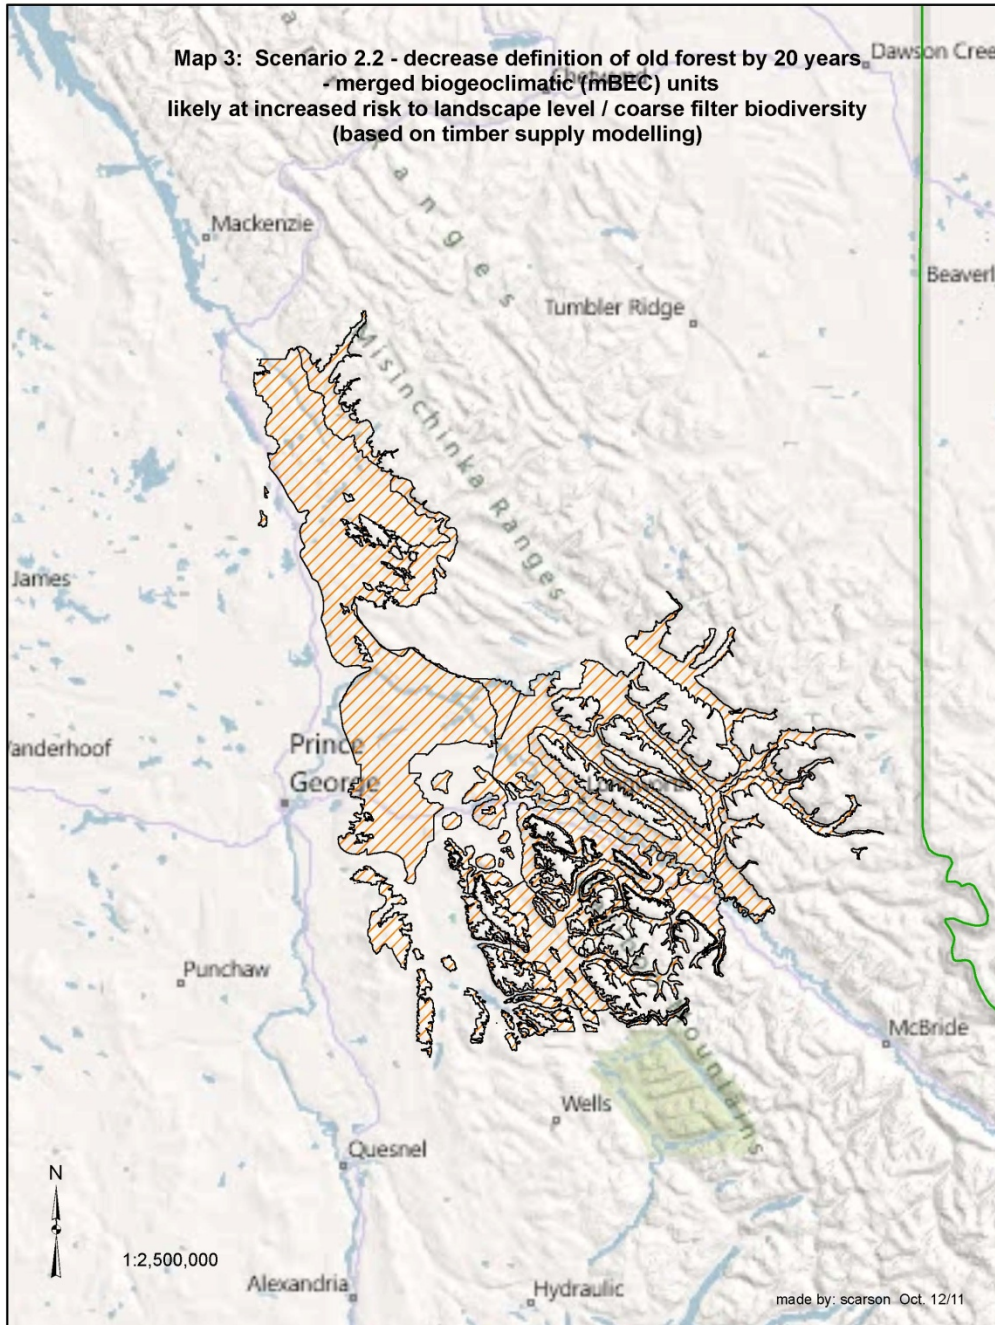 Map 3: Scenario 2.2 - decrease definition of old forest by 20 years
- merged biogeoclimatic (mBEC) units
likely at increased risk to landscape level / coarse filter biodiversity
(based on timber supply modelling)
Dawson Cree
Mackenzie
Beaverl
Tumbler Ridge
Misinchinka Ranges
James
Vanderhoof
Prince
George
Punchaw
McBride
Mountains
Wells
Quesnel
N
1:2,500,000
Alexandria
Hydraulic
made by: scarson Oct. 12/11